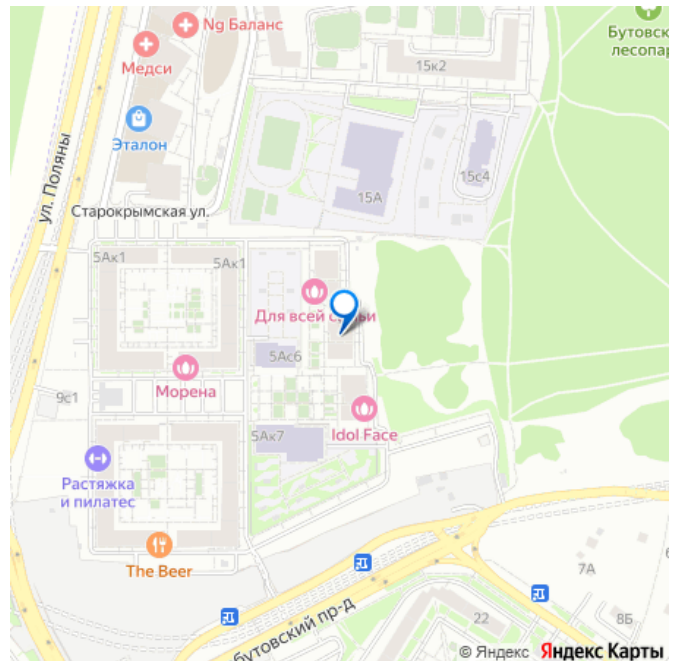 Ng Баланс
Медси
Эталон
ул. Поляны
Старокрымская ул.
15к2
Бутовск
лесопар
15А
15с4
5Ак1
5Ак1
Для всей с
ьи
5Ас6
Морена
9с1
Idol Face
5Ак7
Растяжка
и пилатес
The Beer
бутовский пр-д
22
7А
8Б
© Яндекс Яндекс Карты